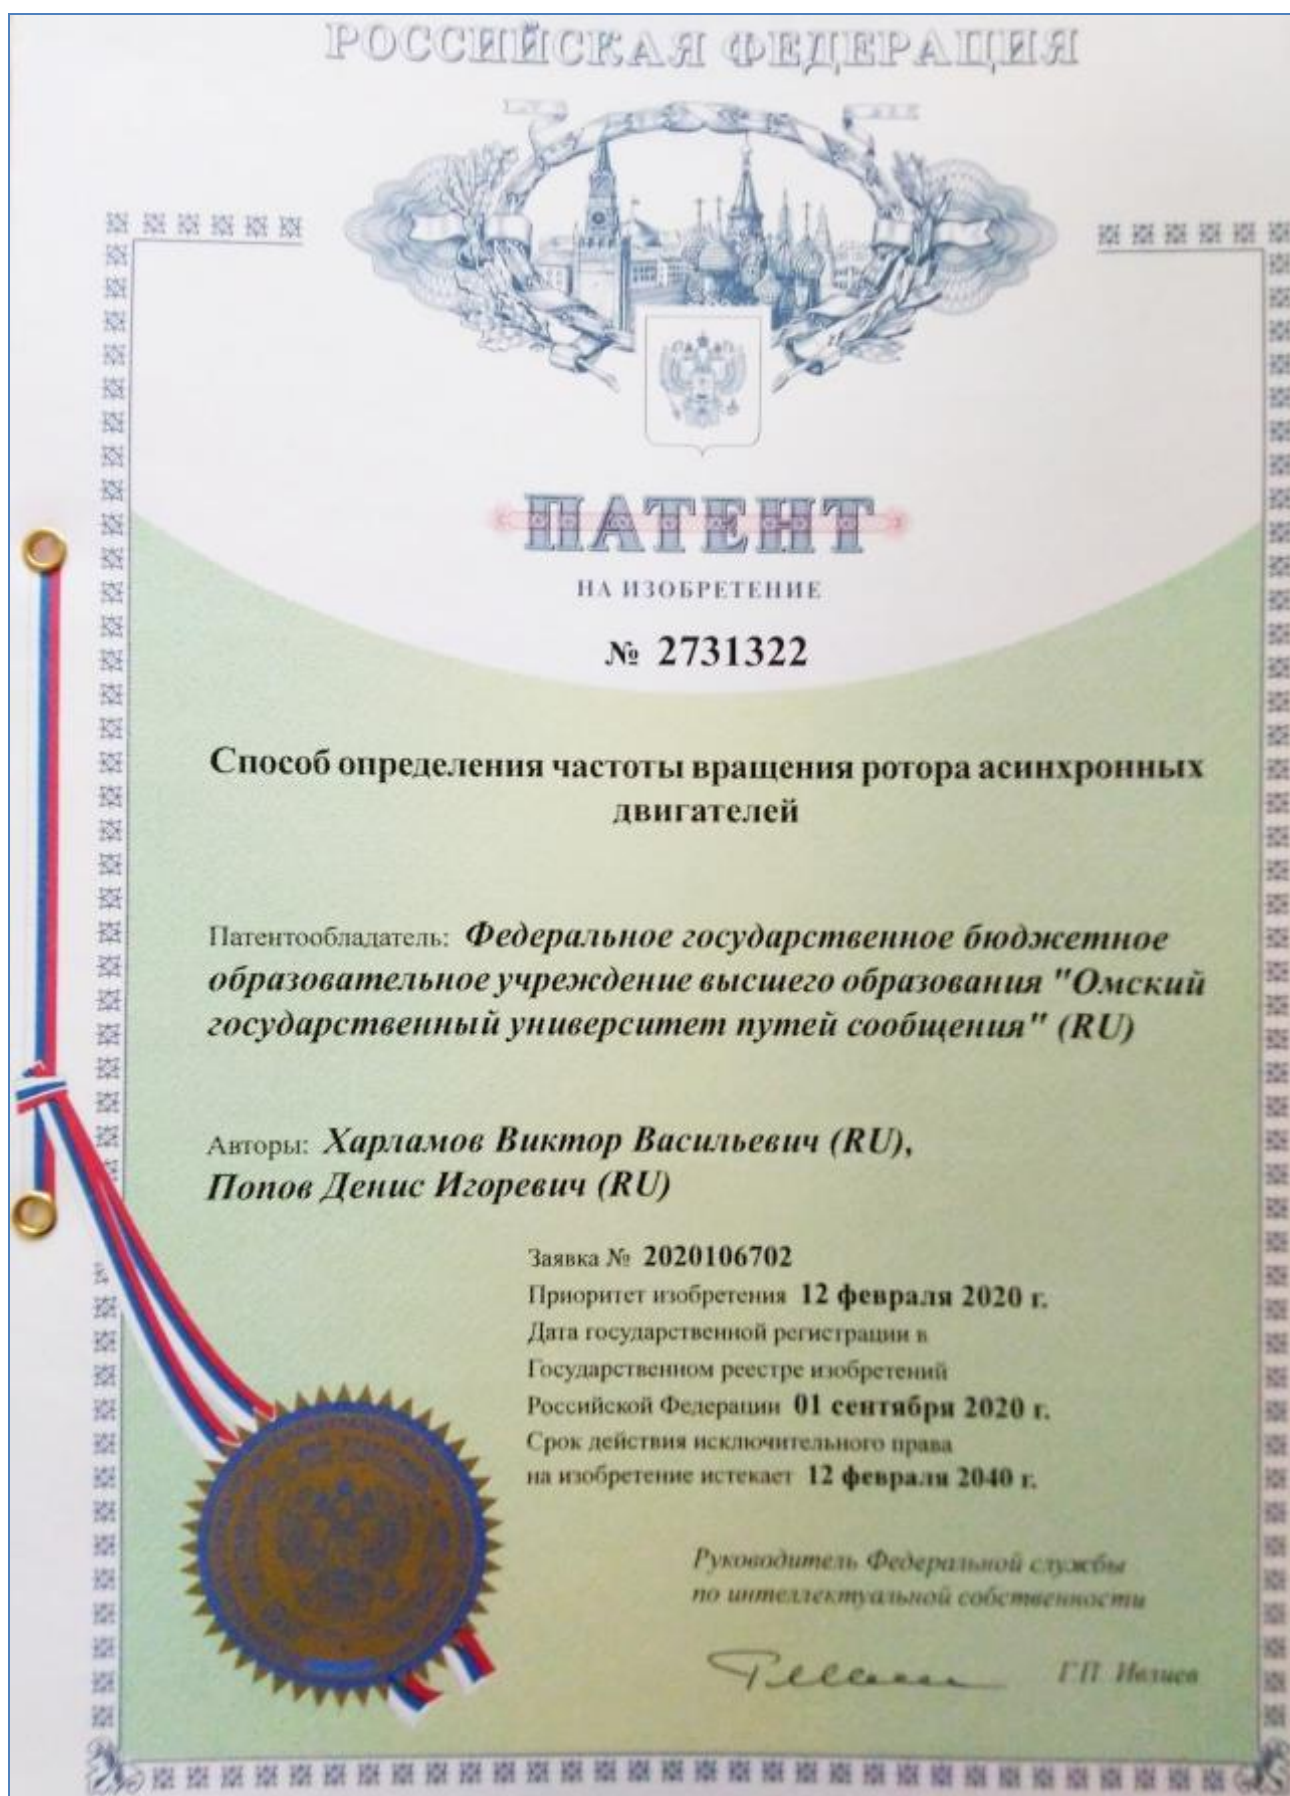 РОССИЙСКАЯ ФЕДЕРАЦИЯ
ПАТЕНТ
НА ИЗОБРЕТЕНИЕ
№ 2731322
Способ определения частоты вращения ротора асинхронных
двигателей
Патентообладатель: Федеральное государственное бюджетное
образовательное учреждение высшего образования "Омский
государственный университет путей сообщения" (RU)
Авторы: Харламов Виктор Васильевич (RU),
Попов Денис Игоревич (RU)
Заявка № 2020106702
Приоритет изобретения 12 февраля 2020 г.
Дата государственной регистрации в
Государственном реестре изобретений
Российской Федерации 01 сентября 2020 г.
Срок действия исключительного права
на изобретение истекает 12 февраля 2040 г.
Руководитель Федеральной службы
по интеллектуальной собственности
Г.П. Ивлиев